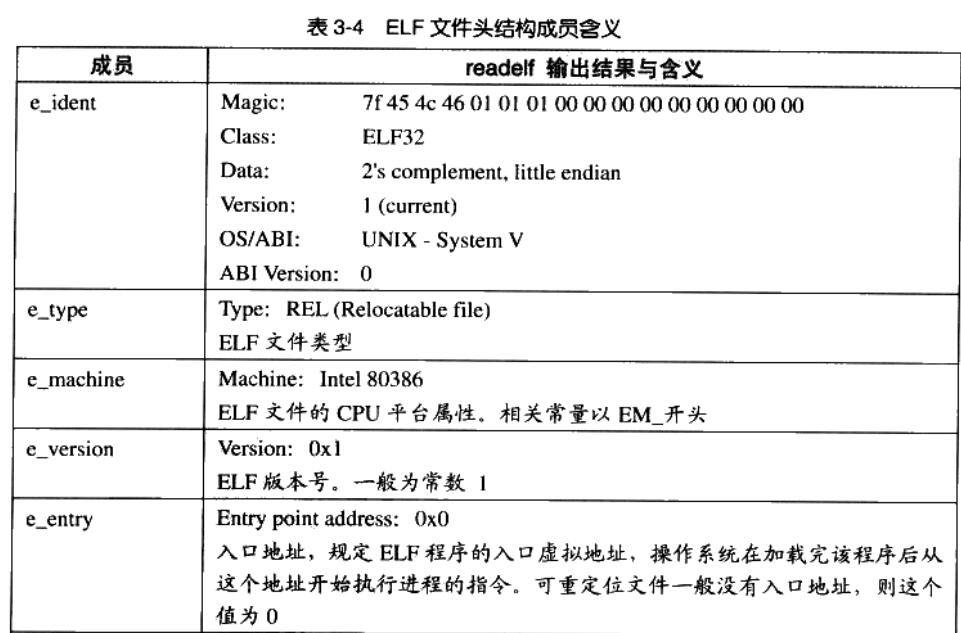 表 3-4 ELF 文件头结构成员含义
成员 readelf 输出结果与含义
e_ident Magic: 7f 45 4c 46 01 01 01 00 00 00 00 00 00 00 00 00
Class: ELF32
Data: 2's complement, little endian
Version: 1 (current)
OS/ABI: UNIX - System V
ABI Version: 0
e_type Type: REL (Relocatable file)
ELF 文件类型
e_machine Machine: Intel 80386
ELF 文件的 CPU 平台属性。相关常量以 EM_开头
e_version Version: 0x1
ELF 版本号。一般为常数 1
e_entry Entry point address: 0x0
入口地址，规定 ELF 程序的入口虚拟地址，操作系统在加载完该程序后从
这个地址开始执行进程的指令。可重定位文件一般没有入口地址，则这个
值为 0